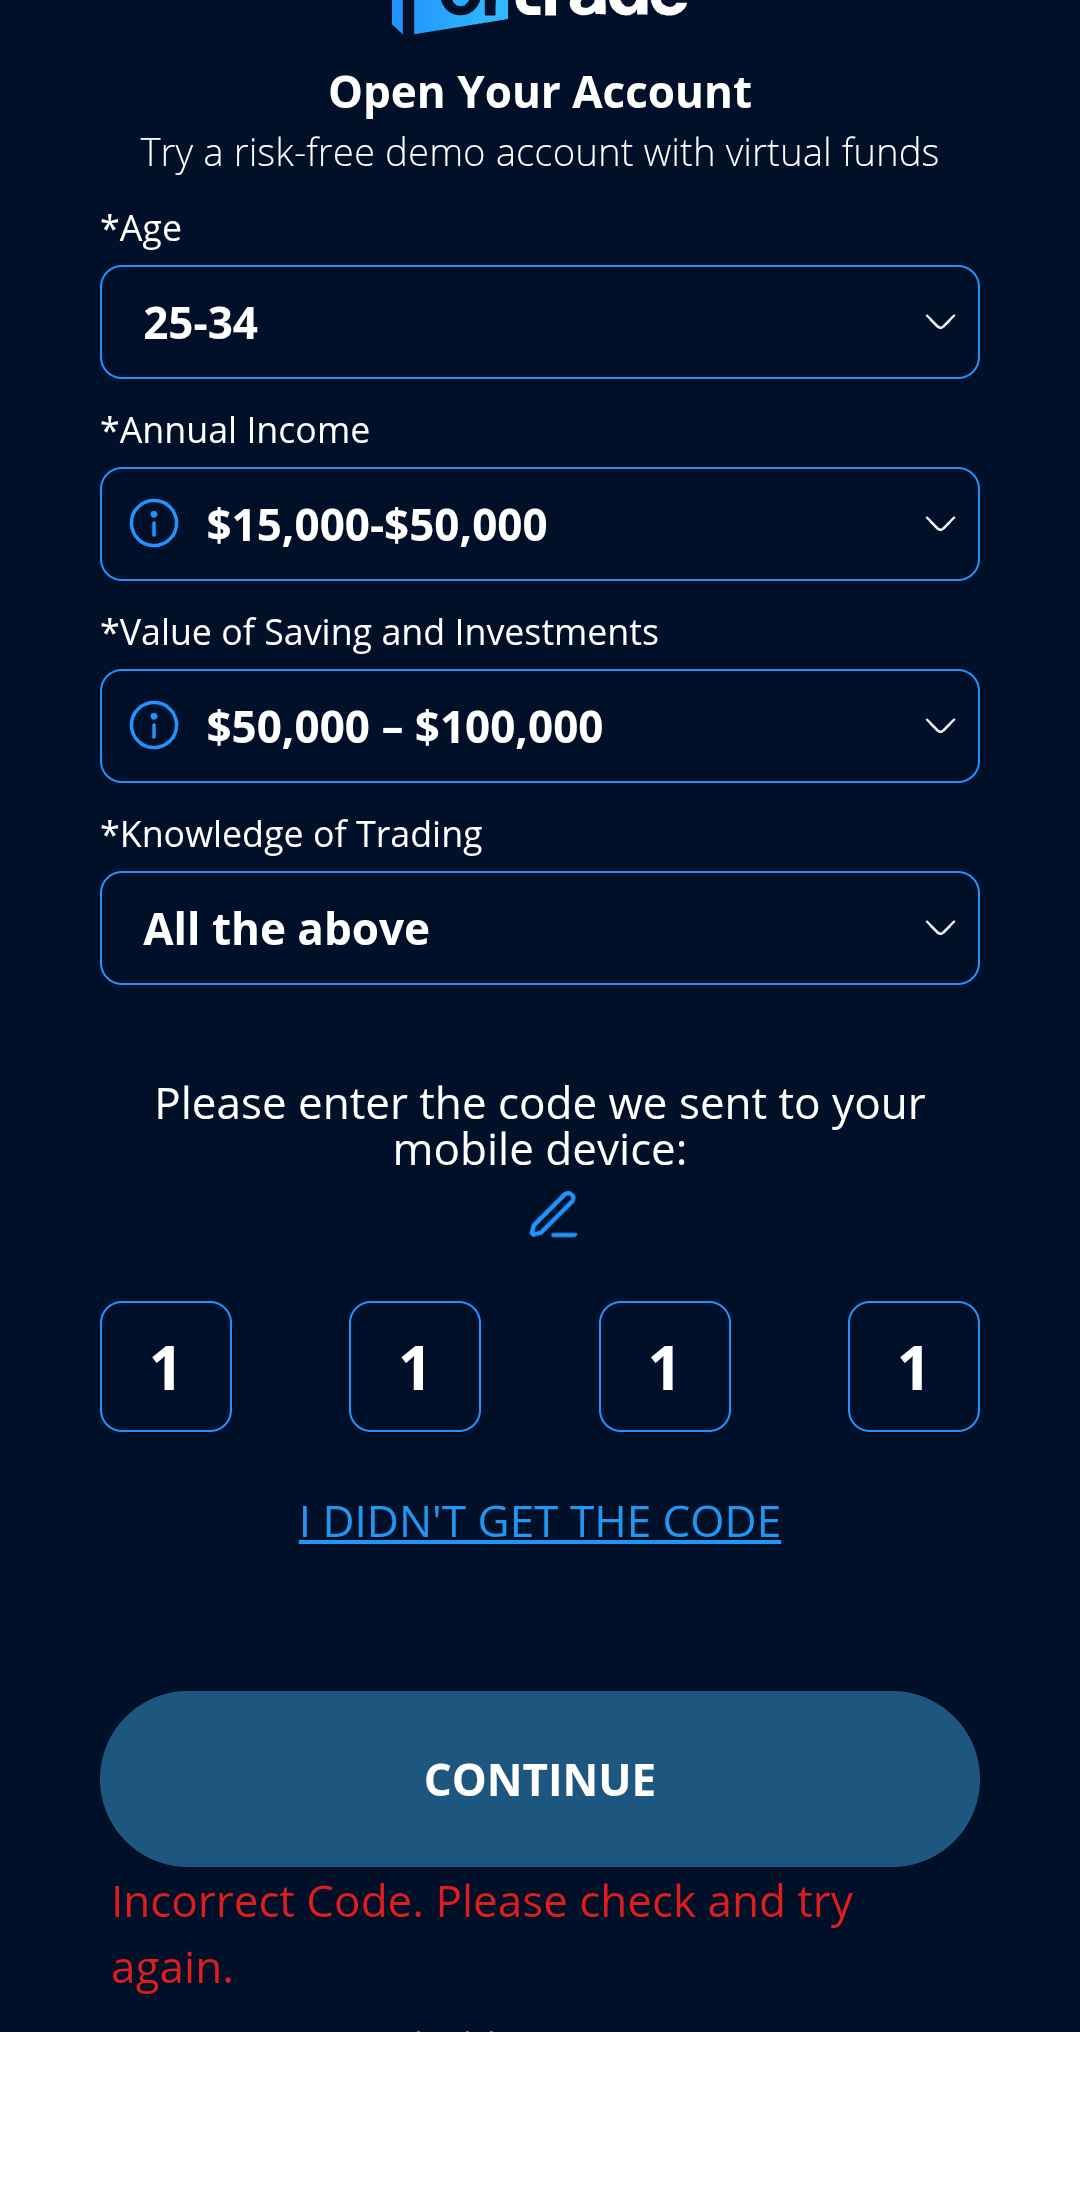 Open Your Account
Try a risk-free demo account with virtual funds
*Age
25-34
*Annual Income
$15,000-$50,000
*Value of Saving and Investments
$50,000 – $100,000
*Knowledge of Trading
All the above
Please enter the code we sent to your
mobile device:
1 1 1 1
I DIDN'T GET THE CODE
CONTINUE
Incorrect Code. Please check and try
again.